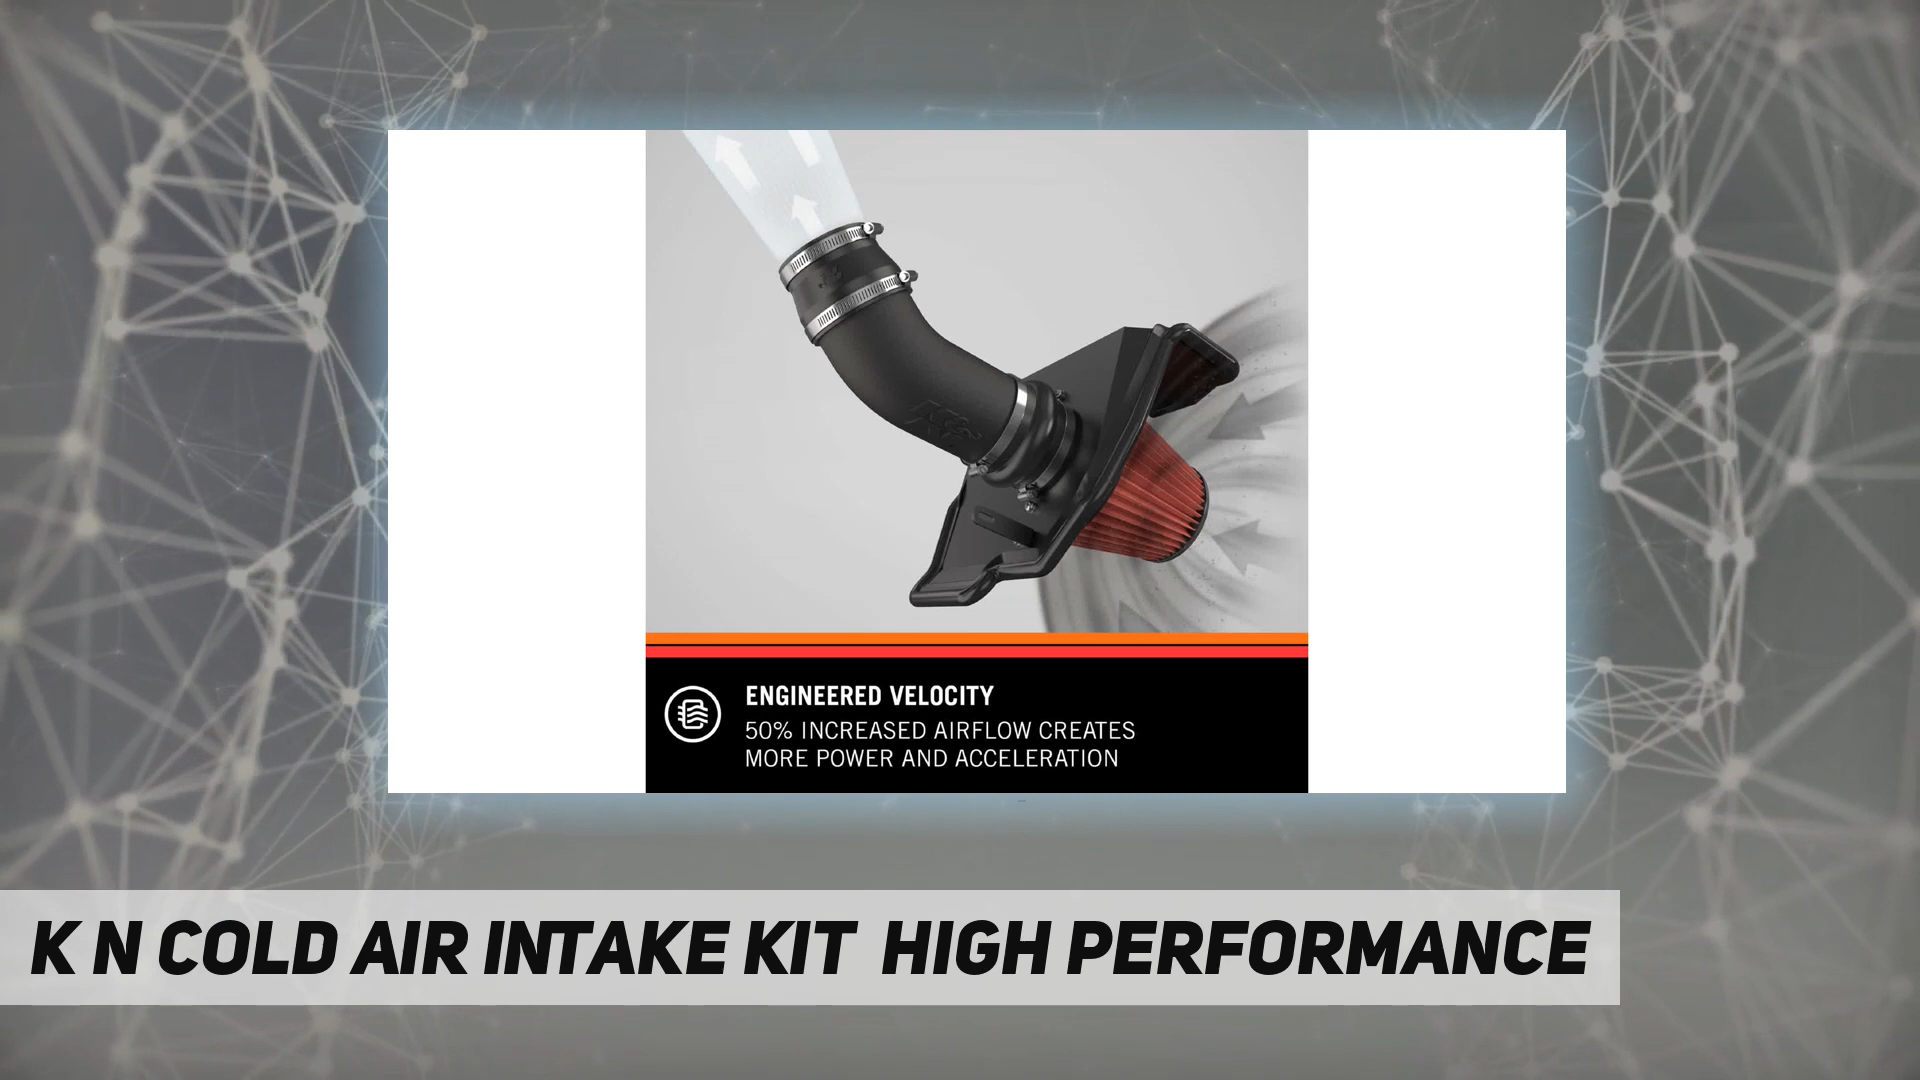 ENGINEERED VELOCITY
50% INCREASED AIRFLOW CREATES
MORE POWER AND ACCELERATION
K N COLD AIR INTAKE KIT HIGH PERFORMANCE